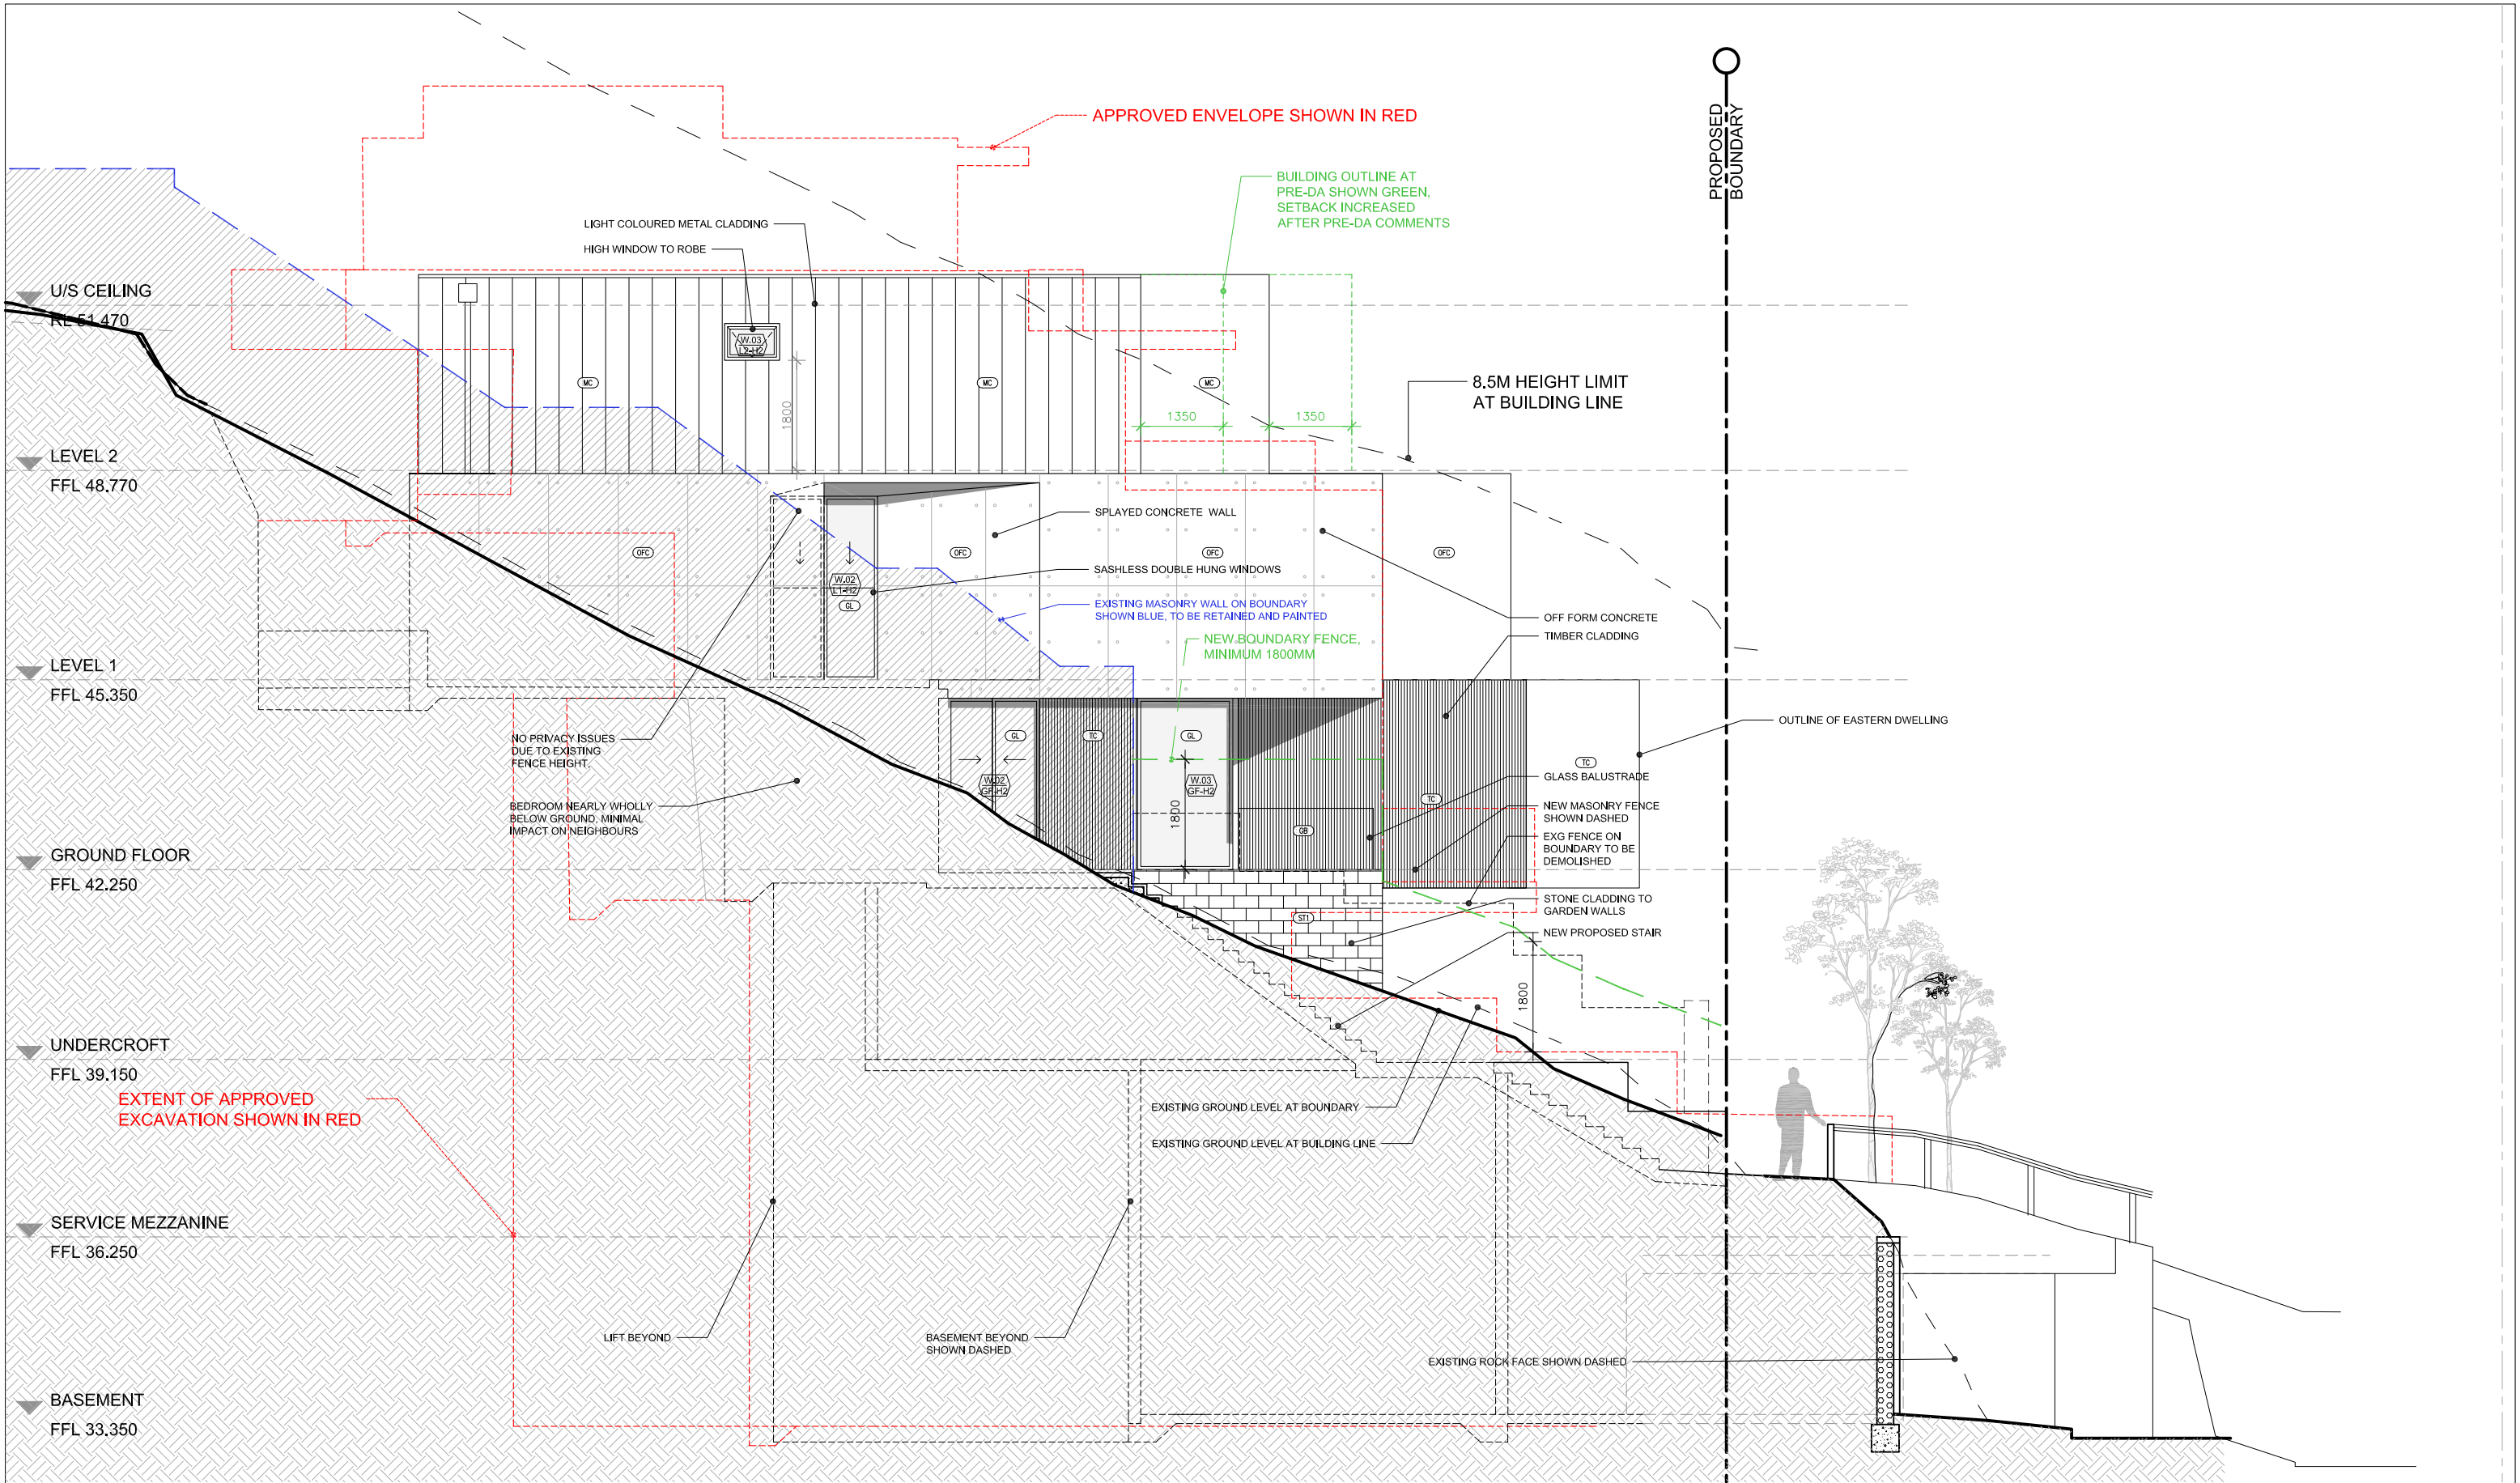 APPROVED ENVELOPE SHOWN IN RED
PROPOSED
BOUNDARY
BUILDING OUTLINE AT
PRE-DA SHOWN GREEN,
SETBACK INCREASED
AFTER PRE-DA COMMENTS
LIGHT COLOURED METAL CLADDING
HIGH WINDOW TO ROBE
U/S CEILING
RL 51.470
W.03
L2-H2
MC
MC
MC
1800
1350
1350
8.5M HEIGHT LIMIT
AT BUILDING LINE
LEVEL 2
FFL 48.770
SPLAYED CONCRETE WALL
OFC
OFC
OFC
OFC
SASHLESS DOUBLE HUNG WINDOWS
W.02
L1-H2
GL
EXISTING MASONRY WALL ON BOUNDARY
SHOWN BLUE, TO BE RETAINED AND PAINTED
OFF FORM CONCRETE
TIMBER CLADDING
NEW BOUNDARY FENCE,
MINIMUM 1800MM
LEVEL 1
FFL 45.350
OUTLINE OF EASTERN DWELLING
NO PRIVACY ISSUES
DUE TO EXISTING
FENCE HEIGHT.
GL
TC
GL
TC
TC
W.02
GF-H2
W.03
GF-H2
1800
GLASS BALUSTRADE
BEDROOM NEARLY WHOLLY
BELOW GROUND, MINIMAL
IMPACT ON NEIGHBOURS
NEW MASONRY FENCE
SHOWN DASHED
GB
EXG FENCE ON
BOUNDARY TO BE
DEMOLISHED
GROUND FLOOR
FFL 42.250
STONE CLADDING TO
GARDEN WALLS
ST1
NEW PROPOSED STAIR
1800
UNDERCROFT
FFL 39.150
EXTENT OF APPROVED
EXCAVATION SHOWN IN RED
EXISTING GROUND LEVEL AT BOUNDARY
EXISTING GROUND LEVEL AT BUILDING LINE
SERVICE MEZZANINE
FFL 36.250
LIFT BEYOND
BASEMENT BEYOND
SHOWN DASHED
EXISTING ROCK FACE SHOWN DASHED
BASEMENT
FFL 33.350